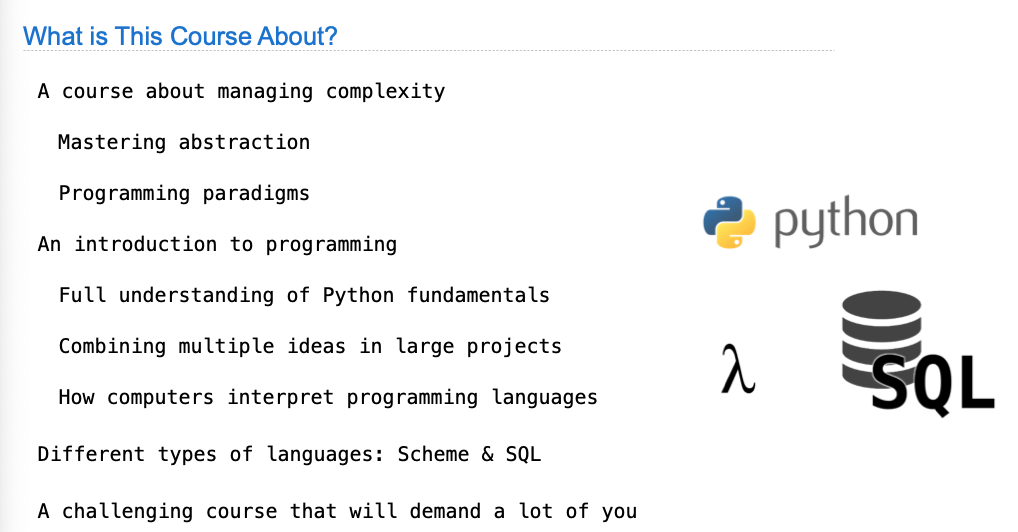 What is This Course About?
A course about managing complexity
Mastering abstraction
Programming paradigms
An introduction to programming
Full understanding of Python fundamentals
Combining multiple ideas in large projects
How computers interpret programming languages
Different types of languages: Scheme & SQL
A challenging course that will demand a lot of you
python
λ
SQL